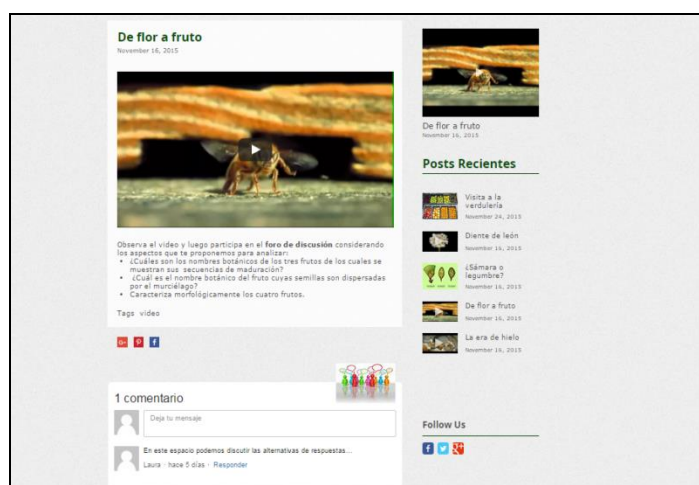 De flor a fruto
November 16, 2015
Observa el video y luego participa en el foro de discusión considerando
los aspectos que te proponemos para analizar:
• ¿Cuáles son los nombres botánicos de los tres frutos de los cuales se
muestran sus secuencias de maduración?
• ¿Cuál es el nombre botánico del fruto cuyas semillas son dispersadas
por el murciélago?
• Caracteriza morfológicamente los cuatro frutos.
Tags video
1 comentario
Deja tu mensaje
En este espacio podemos discutir las alternativas de respuestas...
Laura · hace 5 días · Responder
De flor a fruto
November 16, 2015
Posts Recientes
Visita a la
verdulería
November 24, 2015
Diente de león
November 16, 2015
¿Sámara o
legumbre?
November 16, 2015
De flor a fruto
November 16, 2015
La era de hielo
November 16, 2015
Follow Us